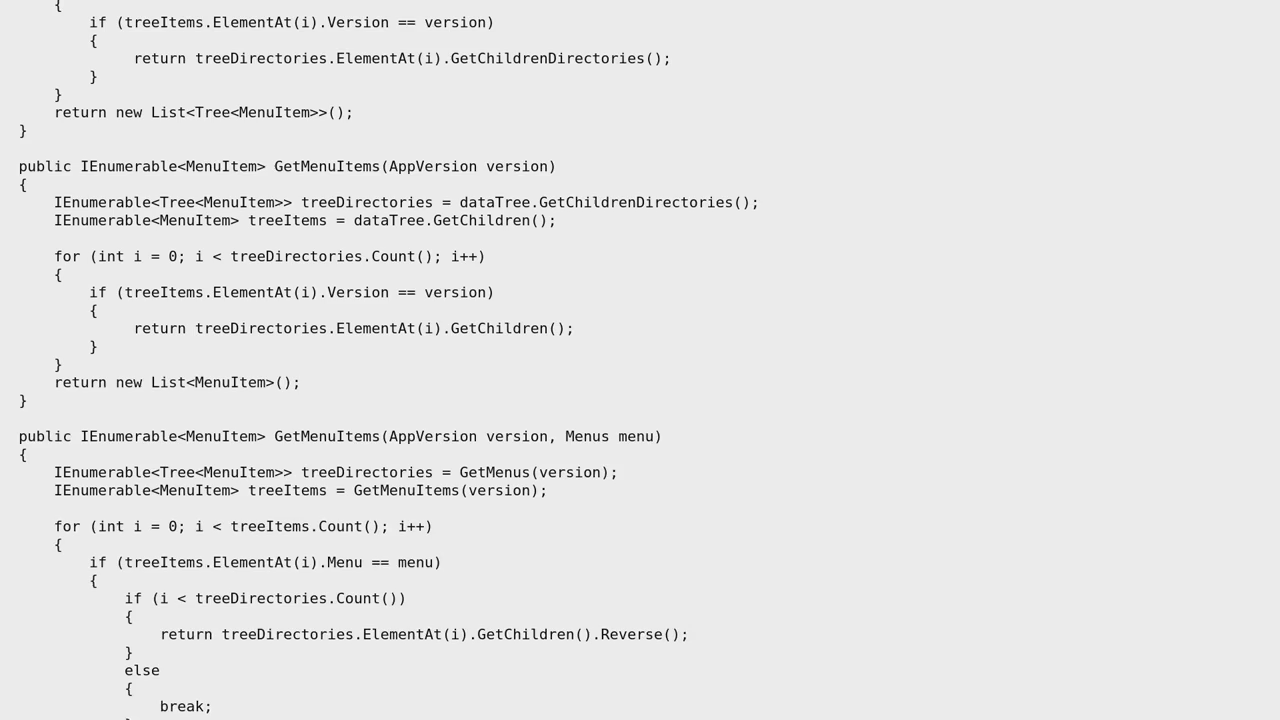 {
if (treeItems.ElementAt(i).Version == version)
{
return treeDirectories.ElementAt(i).GetChildrenDirectories();
}
}
return new List<Tree<MenuItem>>();
}
public IEnumerable<MenuItem> GetMenuItems(AppVersion version)
{
IEnumerable<Tree<MenuItem>> treeDirectories = dataTree.GetChildrenDirectories();
IEnumerable<MenuItem> treeItems = dataTree.GetChildren();
for (int i = 0; i < treeDirectories.Count(); i++)
{
if (treeItems.ElementAt(i).Version == version)
{
return treeDirectories.ElementAt(i).GetChildren();
}
}
return new List<MenuItem>();
}
public IEnumerable<MenuItem> GetMenuItems(AppVersion version, Menus menu)
{
IEnumerable<Tree<MenuItem>> treeDirectories = GetMenus(version);
IEnumerable<MenuItem> treeItems = GetMenuItems(version);
for (int i = 0; i < treeItems.Count(); i++)
{
if (treeItems.ElementAt(i).Menu == menu)
{
if (i < treeDirectories.Count())
{
return treeDirectories.ElementAt(i).GetChildren().Reverse();
}
else
{
break;
}